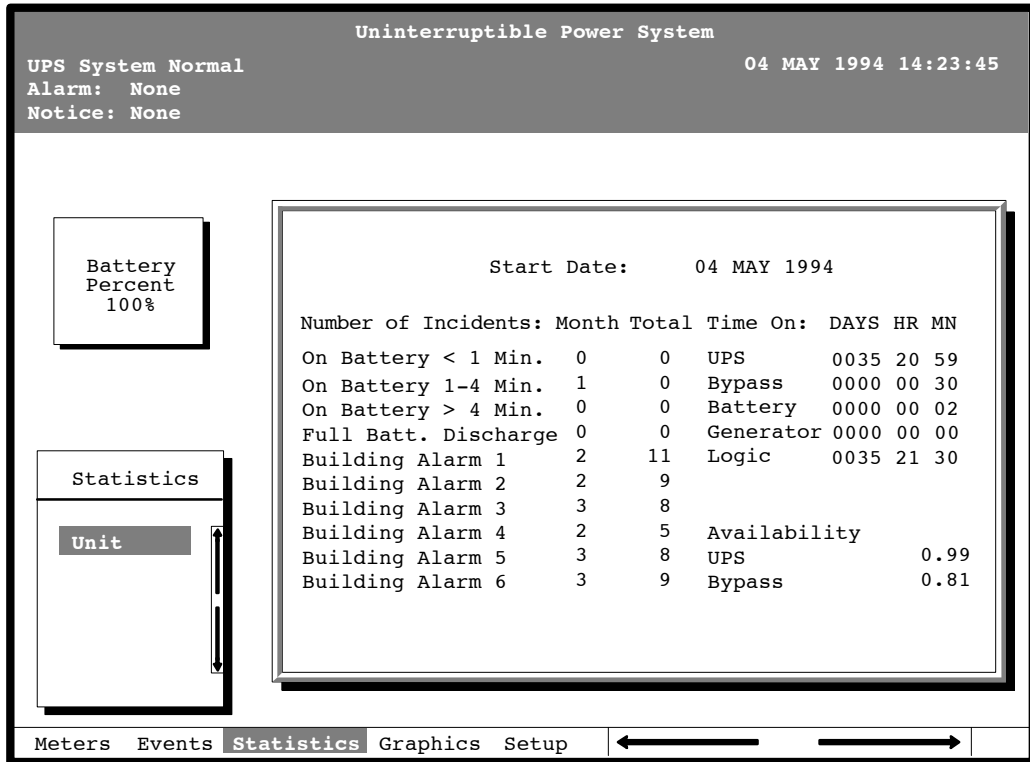 Uninterruptible Power System
UPS System Normal 04 MAY 1994 14:23:45
Alarm: None
Notice: None
Battery
Percent
100%
Start Date: 04 MAY 1994
Number of Incidents: Month Total Time On: DAYS HR MN
On Battery < 1 Min. 0 0 UPS 0035 20 59
On Battery 1-4 Min. 1 0 Bypass 0000 00 30
On Battery > 4 Min. 0 0 Battery 0000 00 02
Full Batt. Discharge 0 0 Generator 0000 00 00
Building Alarm 1 2 11 Logic 0035 21 30
Building Alarm 2 2 9
Building Alarm 3 3 8
Building Alarm 4 2 5 Availability
Building Alarm 5 3 8 UPS 0.99
Building Alarm 6 3 9 Bypass 0.81
Statistics
Unit
Meters Events Statistics Graphics Setup